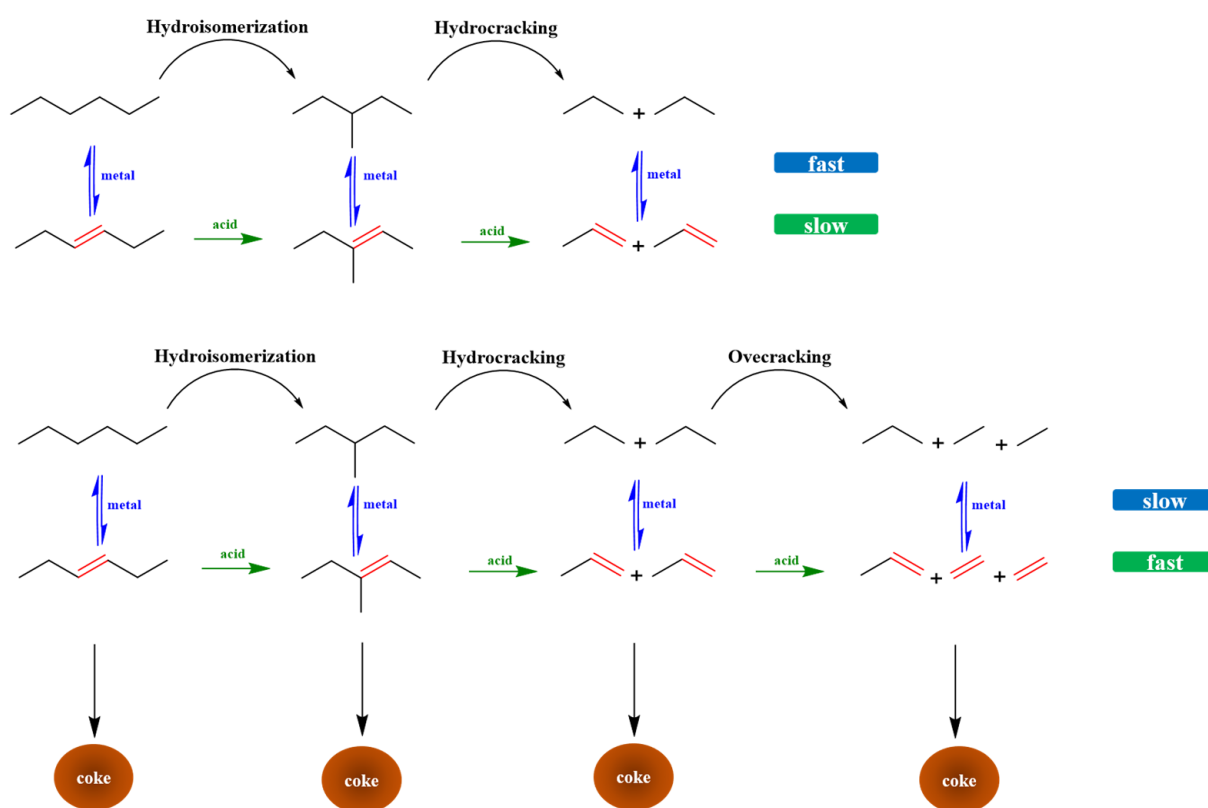 Hydroisomerization Hydrocracking
+
metal metal metal
fast
acid acid
slow
+
Hydroisomerization Hydrocracking Ovecracking
+ + +
metal metal metal metal
slow
acid acid acid
fast
+ + +
coke coke coke coke